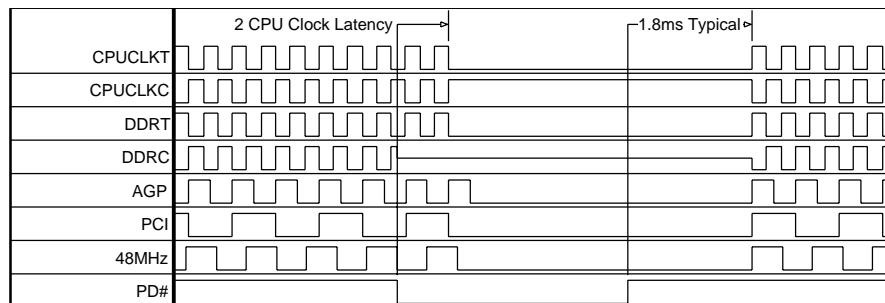 2 CPU Clock Latency
1.8ms Typical
CPUCLKT
CPUCLKC
DDRT
DDRC
AGP
PCI
48MHz
PD#